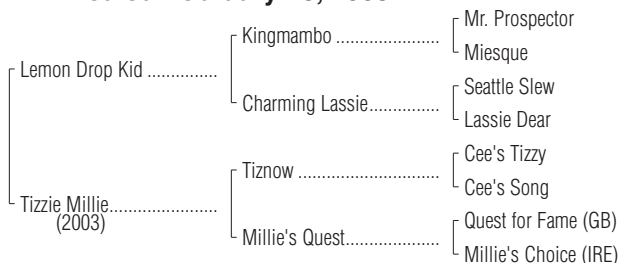 Kingmambo ..................
Mr. Prospector
Miesque
Lemon Drop Kid ...............
Charming Lassie...............
Seattle Slew
Lassie Dear
Tizzie Millie.......................
(2003)
Tiznow ..............................
Cee's Tizzy
Cee's Song
Millie's Quest....................
Quest for Fame (GB)
Millie's Choice (IRE)